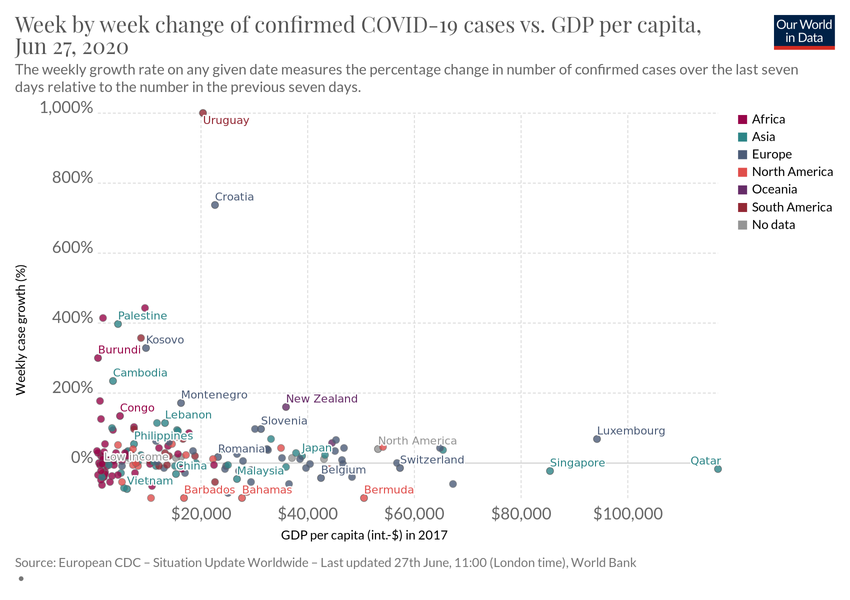 Week by week change of confirmed COVID-19 cases vs. GDP per capita,
Jun 27, 2020
Our World
in Data
The weekly growth rate on any given date measures the percentage change in number of confirmed cases over the last seven
days relative to the number in the previous seven days.
1,000%
800%
600%
400%
200%
0%
Weekly case growth (%)
Uruguay
Croatia
Palestine
Kosovo
Burundi
Cambodia
Montenegro
New Zealand
Congo
Lebanon
Slovenia
Philippines
Luxembourg
North America
Romania
Japan
Low income
China
Malaysia
Belgium
Switzerland
Singapore
Qatar
Vietnam
Barbados
Bahamas
Bermuda
$20,000
$40,000
$60,000
$80,000
$100,000
GDP per capita (int.-$) in 2017
Africa
Asia
Europe
North America
Oceania
South America
No data
Source: European CDC – Situation Update Worldwide – Last updated 27th June, 11:00 (London time), World Bank